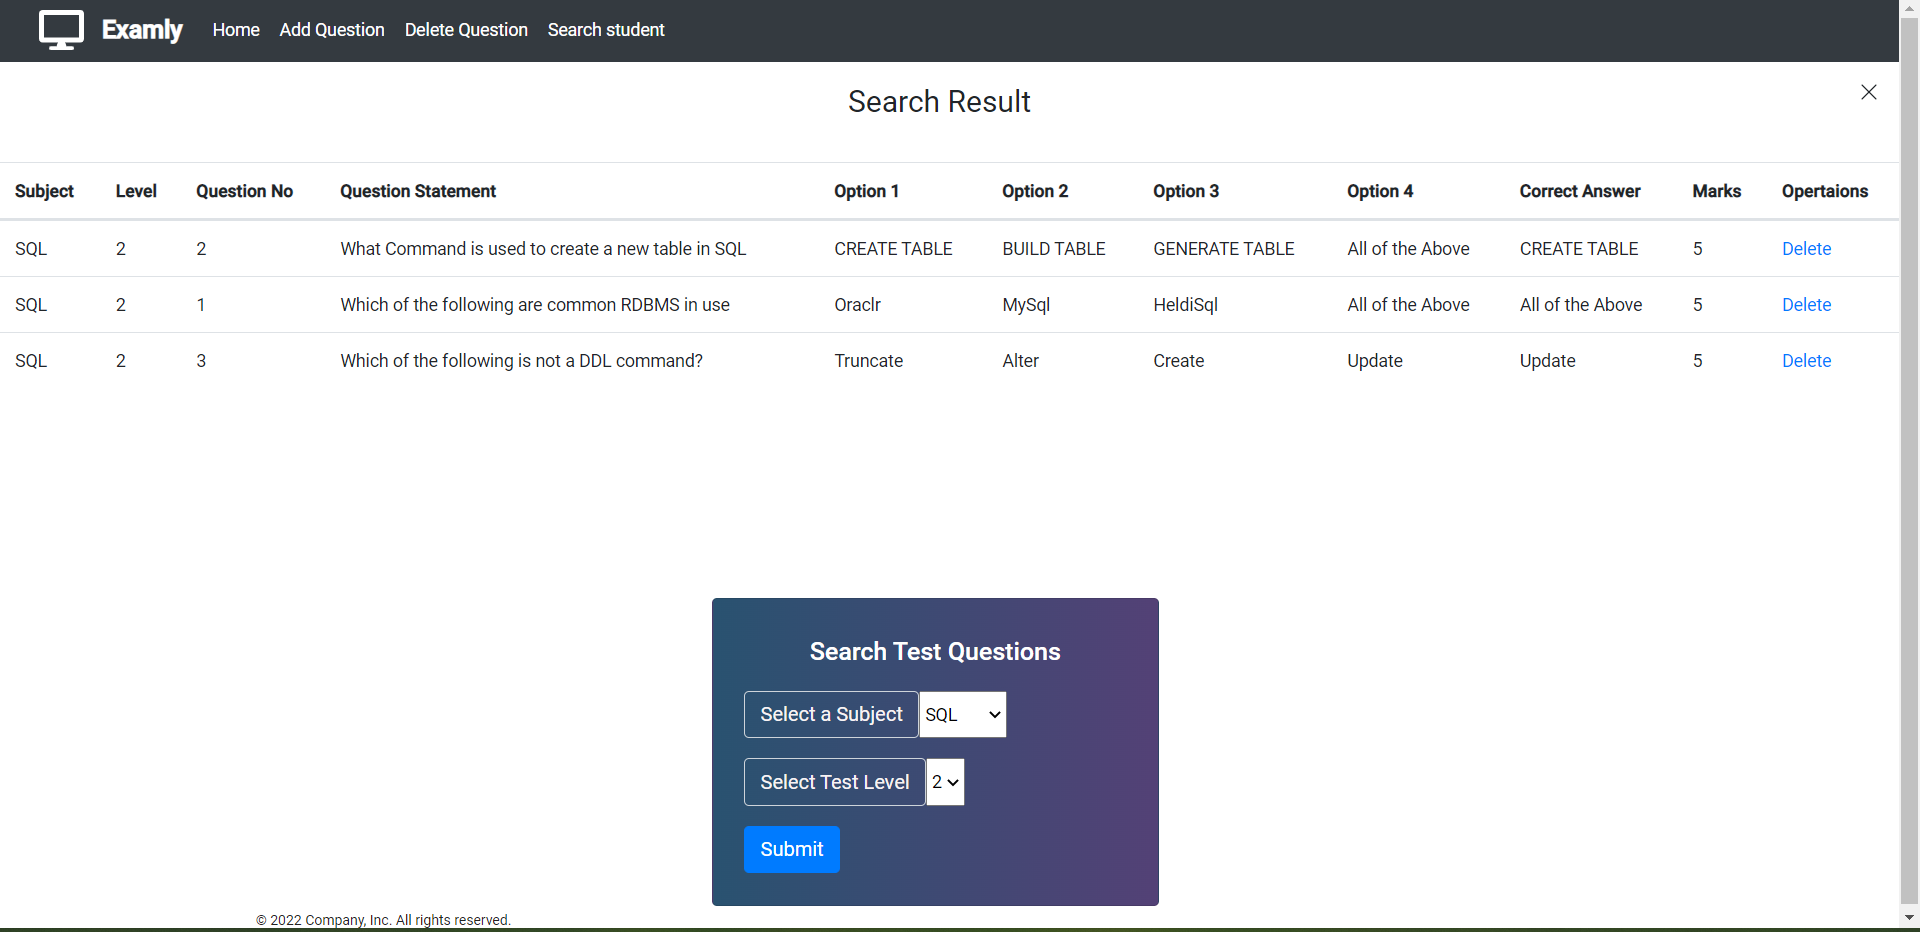 Examly Home Add Question Delete Question Search student
Search Result
Subject Level Question No Question Statement Option 1 Option 2 Option 3 Option 4 Correct Answer Marks Opertaions
SQL 2 2 What Command is used to create a new table in SQL CREATE TABLE BUILD TABLE GENERATE TABLE All of the Above CREATE TABLE 5 Delete
SQL 2 1 Which of the following are common RDBMS in use Oraclr MySql HeldiSql All of the Above All of the Above 5 Delete
SQL 2 3 Which of the following is not a DDL command? Truncate Alter Create Update Update 5 Delete
Search Test Questions
Select a Subject SQL
Select Test Level 2
Submit
© 2022 Company, Inc. All rights reserved.